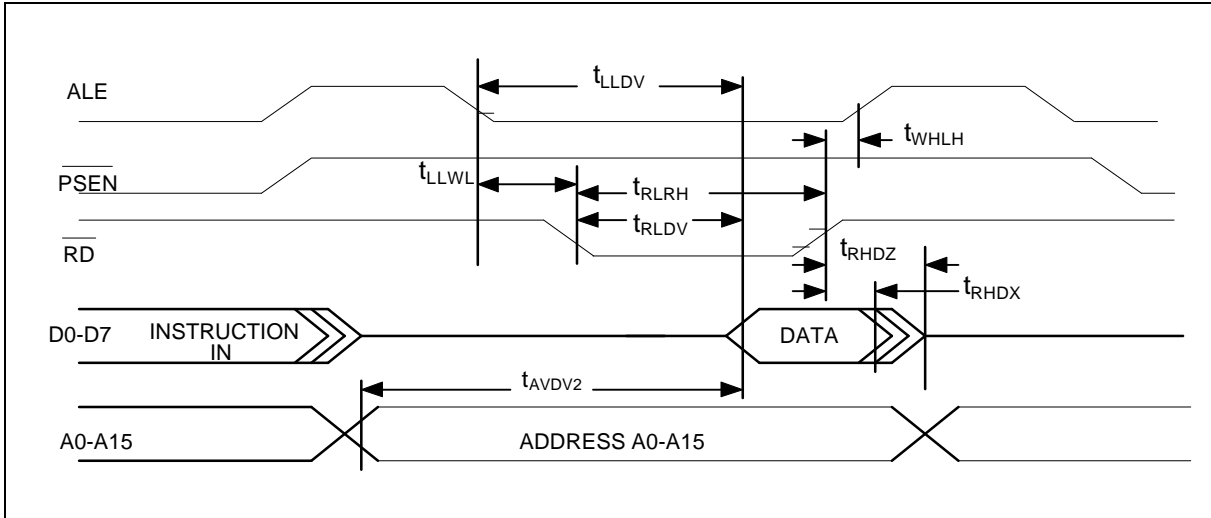 ALE
tLLDV
tWHLH
PSEN
tLLWL
tRLRH
tRLDV
RD
tRHDZ
tRHDX
D0-D7
INSTRUCTION
IN
DATA
tAVDV2
A0-A15
ADDRESS A0-A15